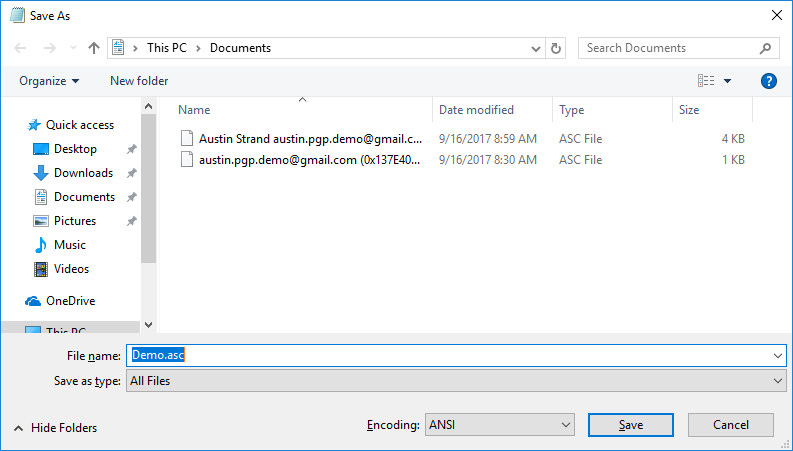 Save As
This PC > Documents
Search Documents
Organize
New folder
?
Name
Date modified
Type
Size
Austin Strand austin.pgp.demo@gmail.c... 9/16/2017 8:59 AM ASC File 4 KB
austin.pgp.demo@gmail.com (0x137E40... 9/16/2017 8:30 AM ASC File 1 KB
Quick access
Desktop
Downloads
Documents
Pictures
Music
Videos
OneDrive
This PC
File name: Demo.asc
Save as type: All Files
Hide Folders
Encoding: ANSI
Save
Cancel